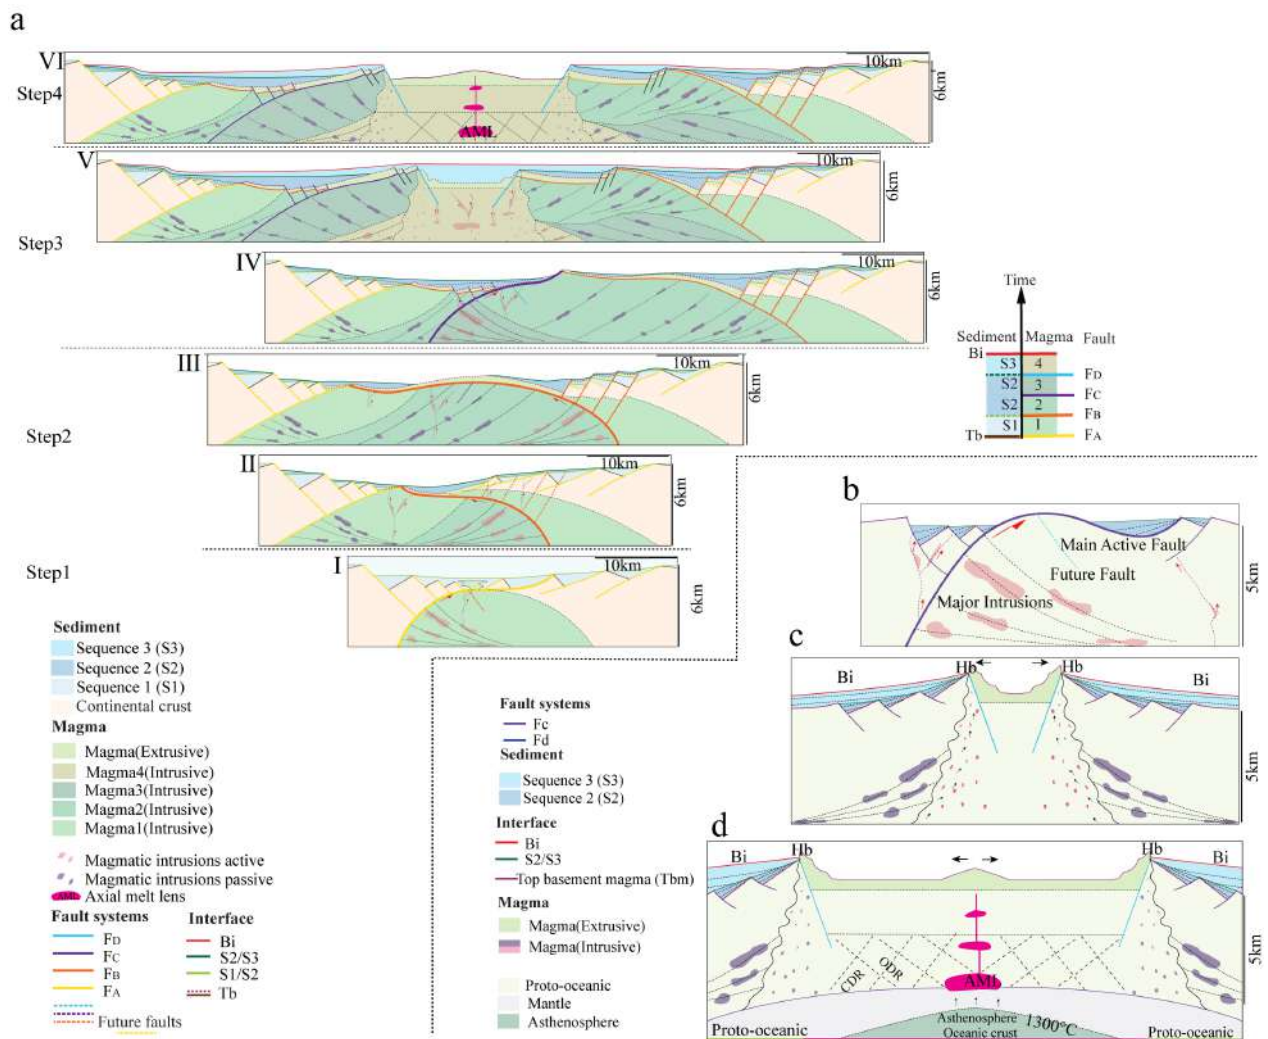 a
VI
10km
Step4
6km
AML
V
10km
6km
Step3
IV
10km
6km
Time
Sediment Magma Fault
Bi
S3 4
FD
S2 3
FC
S2 2
FB
S1 1
Tb
FA
III
10km
6km
Step2
II
10km
6km
Step1
I
10km
6km
b
Main Active Fault
Future Fault
Major Intrusions
5km
c
Hb
Hb
Bi
Bi
5km
d
Hb
Hb
Bi
Bi
5km
CDR
ODR
AML
Asthenosphere
Oceanic crust
1300°C
Proto-oceanic
Proto-oceanic
Sediment
Sequence 3 (S3)
Sequence 2 (S2)
Sequence 1 (S1)
Continental crust
Magma
Magma(Extrusive)
Magma4(Intrusive)
Magma3(Intrusive)
Magma2(Intrusive)
Magma1(Intrusive)
Magmatic intrusions active
Magmatic intrusions passive
AML Axial melt lens
Fault systems
FD
FC
FB
FA
Future faults
Interface
Bi
S2/S3
S1/S2
Tb
Fault systems
Fc
Fd
Sediment
Sequence 3 (S3)
Sequence 2 (S2)
Interface
Bi
S2/S3
Top basement magma (Tbm)
Magma
Magma(Extrusive)
Magma(Intrusive)
Proto-oceanic
Mantle
Asthenosphere